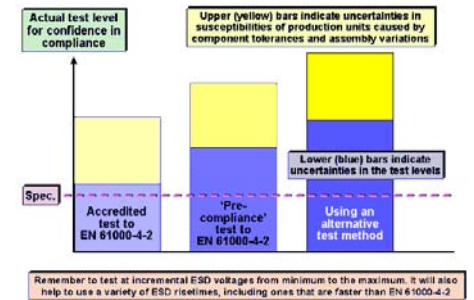 Actual test level
for confidence in
compliance
Upper (yellow) bars indicate uncertainties in
susceptibilities of production units caused by
component tolerances and assembly variations
Lower (blue) bars indicate
uncertainties in the test levels
Spec.
Accredited
test to
EN 61000-4-2
'Pre-
compliance'
test to
EN 61000-4-2
Using an
alternative
test method
Remember to test at incremental ESD voltages from minimum to the maximum. It will also
help to use a variety of ESD risetimes, including ones that are faster than EN 61000-4-2